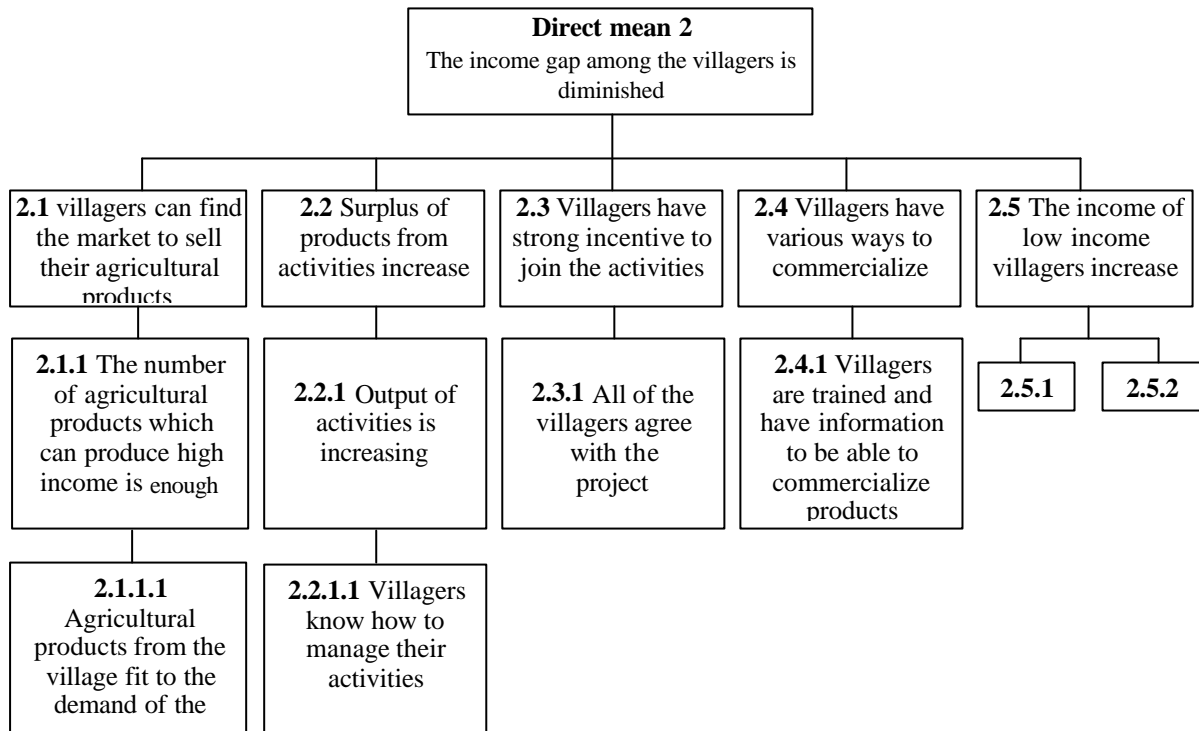 Direct mean 2
The income gap among the villagers is
diminished
2.1 villagers can find
the market to sell
their agricultural
products
2.2 Surplus of
products from
activities increase
2.3 Villagers have
strong incentive to
join the activities
2.4 Villagers have
various ways to
commercialize
2.5 The income of
low income
villagers increase
2.1.1 The number
of agricultural
products which
can produce high
income is enough
2.2.1 Output of
activities is
increasing
2.3.1 All of the
villagers agree
with the
project
2.4.1 Villagers
are trained and
have information
to be able to
commercialize
products
2.5.1
2.5.2
2.1.1.1
Agricultural
products from the
village fit to the
demand of the
2.2.1.1 Villagers
know how to
manage their
activities